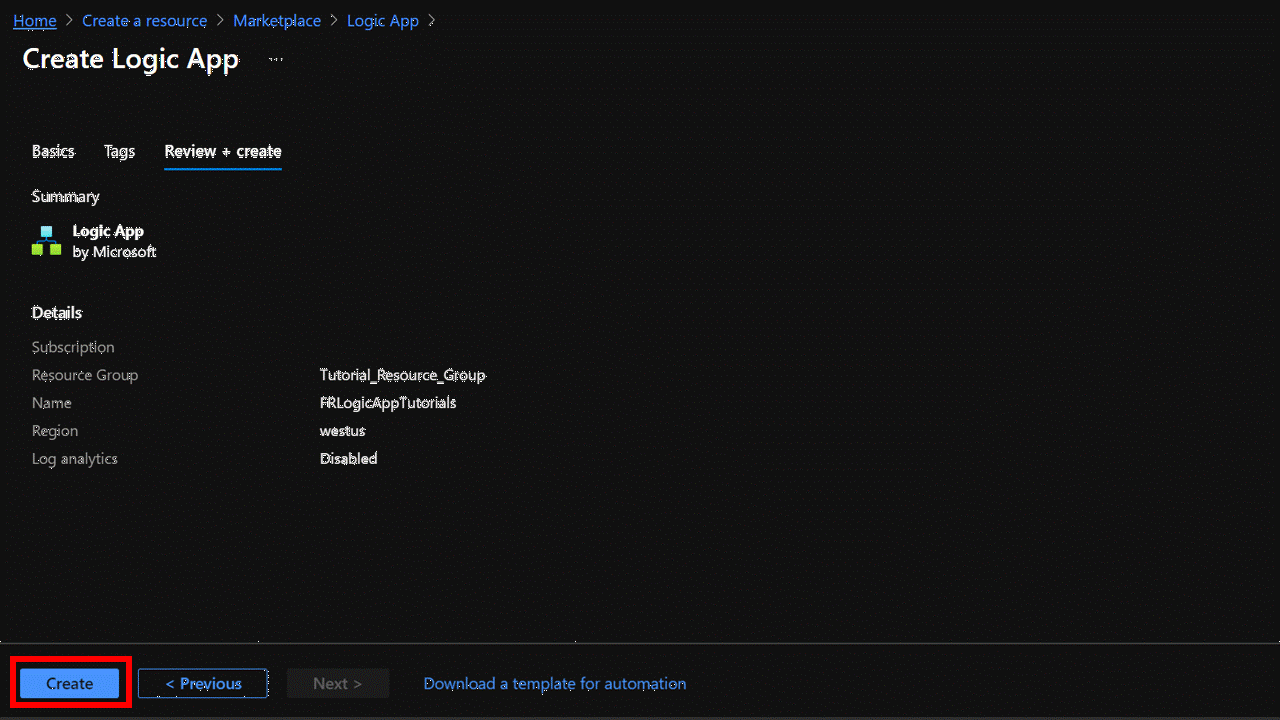 Home > Create a resource > Marketplace > Logic App >
Create Logic App ...
Basics Tags Review + create
Summary
Logic App
by Microsoft
Details
Subscription
Resource Group Tutorial_Resource_Group
Name FRLogicAppTutorials
Region westus
Log analytics Disabled
Create < Previous Next > Download a template for automation